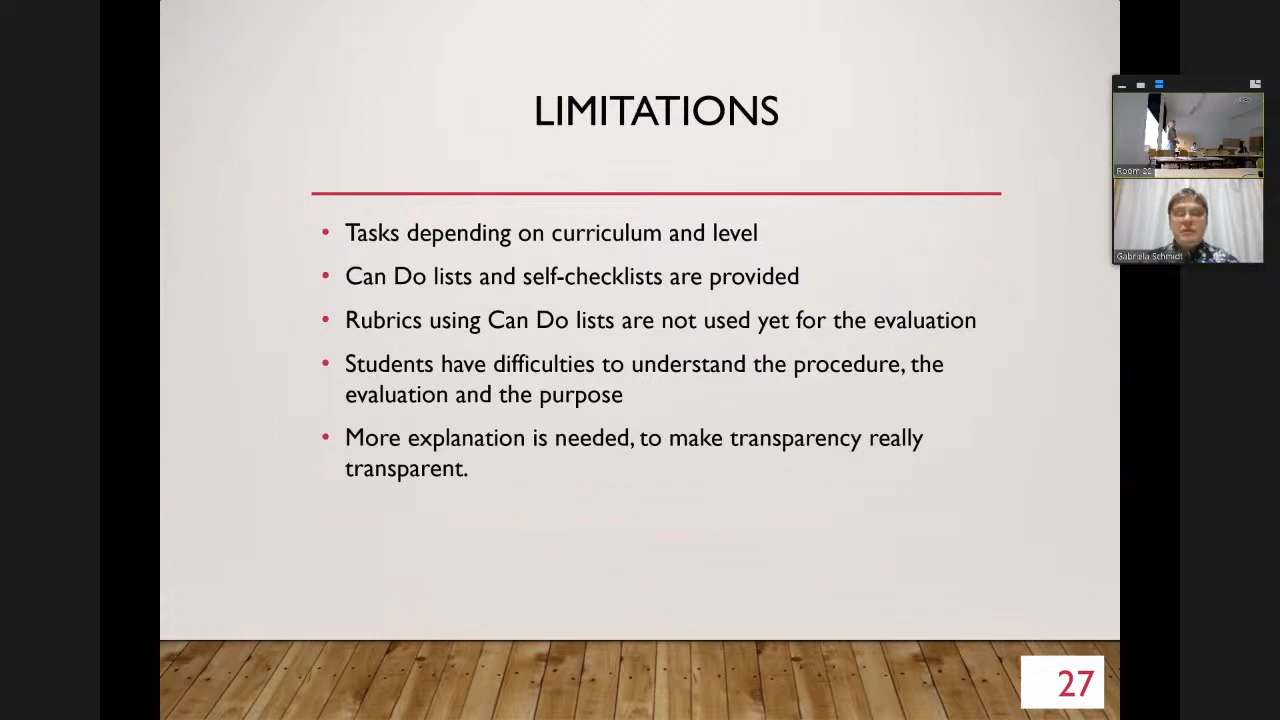 LIMITATIONS
• Tasks depending on curriculum and level
• Can Do lists and self-checklists are provided
• Rubrics using Can Do lists are not used yet for the evaluation
• Students have difficulties to understand the procedure, the
evaluation and the purpose
• More explanation is needed, to make transparency really
transparent.
Room 22
Gabriela Schmidt
27